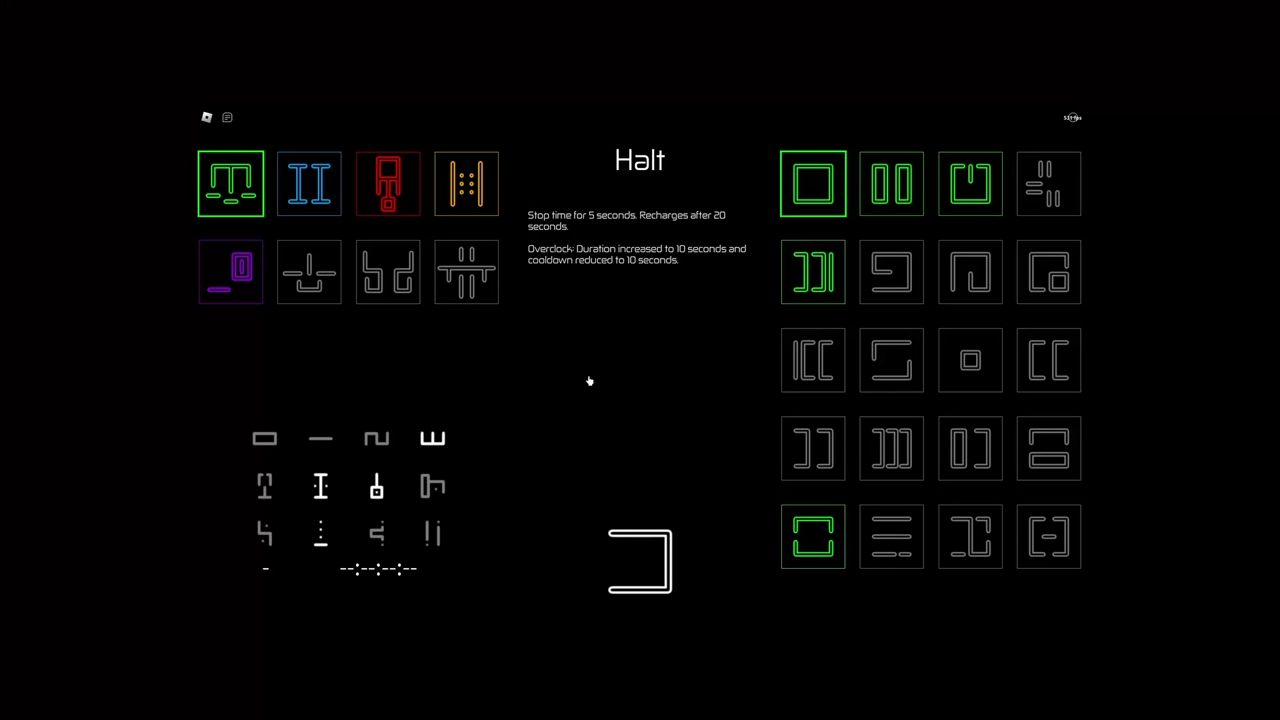 Halt
Stop time for 5 seconds. Recharges after 20
seconds.
Overclock: Duration increased to 10 seconds and
cooldown reduced to 10 seconds.
-
--:--:--:--